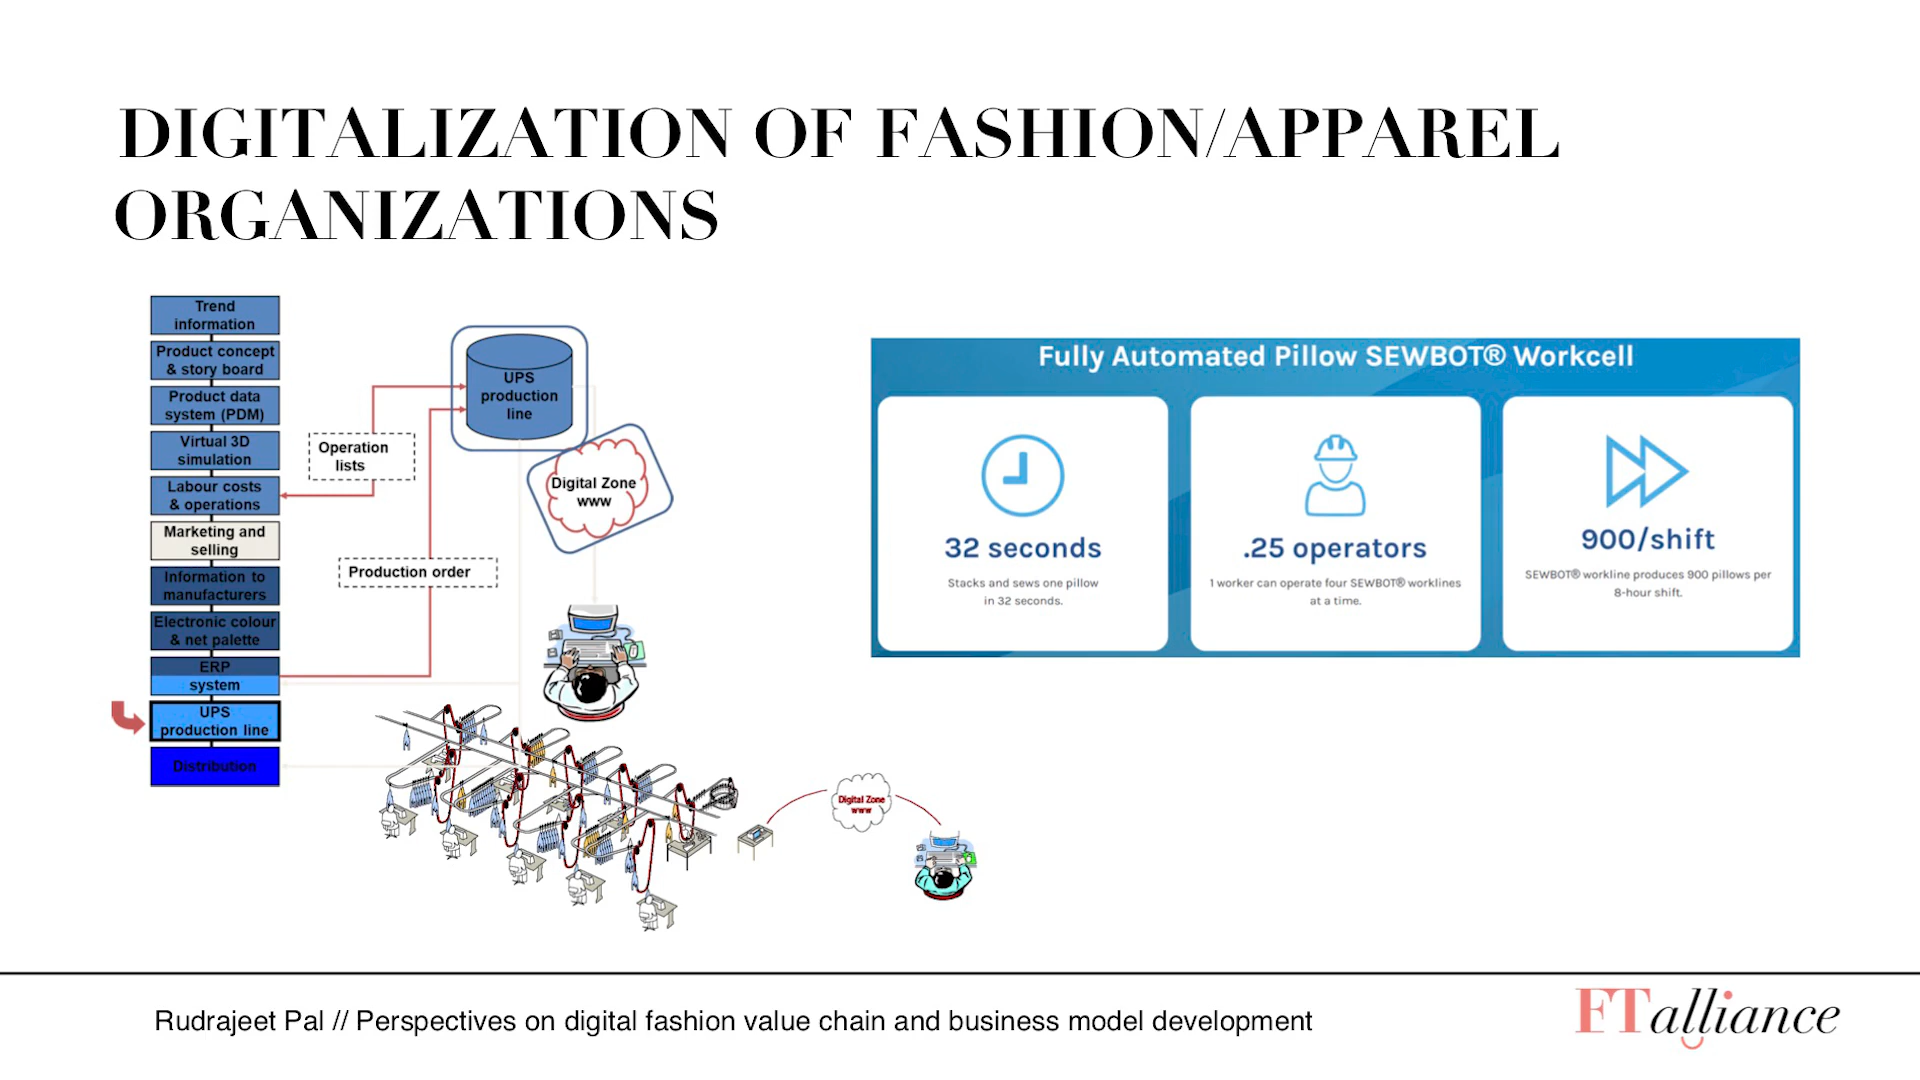 DIGITALIZATION OF FASHION/APPAREL
ORGANIZATIONS
Trend
information
Product concept
& story board
Product data
system (PDM)
Virtual 3D
simulation
Labour costs
& operations
Marketing and
selling
Information to
manufacturers
Electronic colour
& net palette
ERP
system
UPS
production line
Distribution
Operation
lists
Production order
UPS
production
line
Digital Zone
www
Digital Zone
www
Fully Automated Pillow SEWBOT® Workcell
32 seconds
Stacks and sews one pillow
in 32 seconds.
.25 operators
1 worker can operate four SEWBOT® worklines
at a time.
900/shift
SEWBOT® workline produces 900 pillows per
8-hour shift.
Rudrajeet Pal // Perspectives on digital fashion value chain and business model development
FTalliance